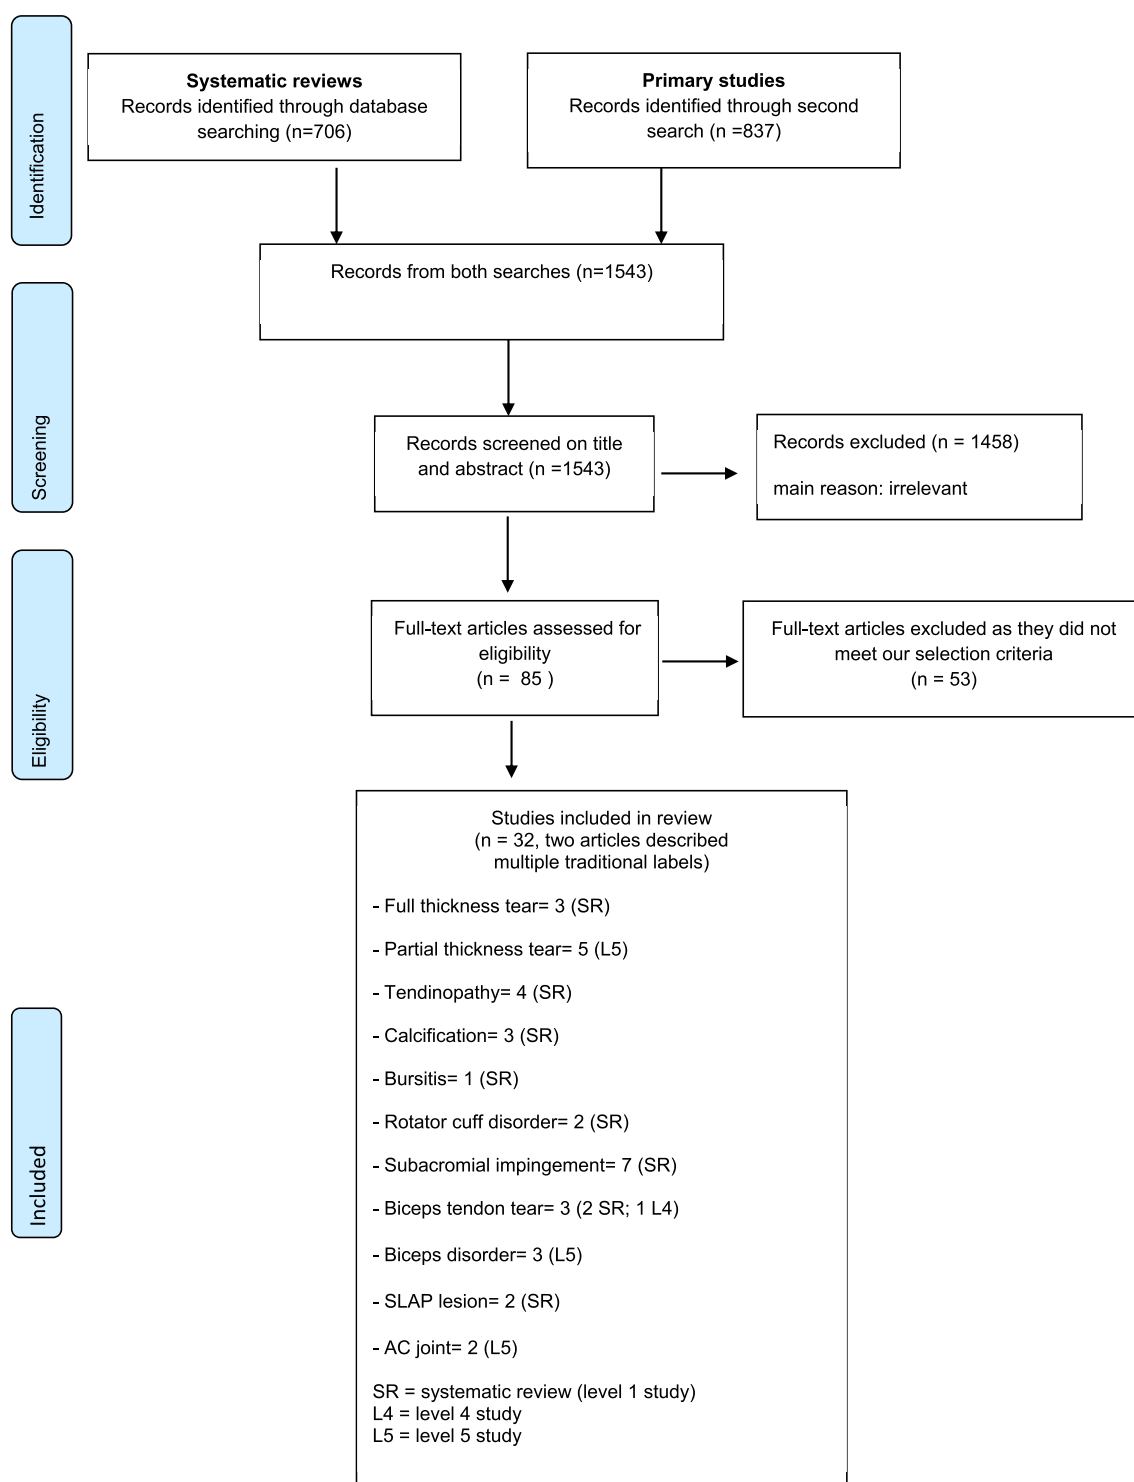 Identification
Systematic reviews
Records identified through database
searching (n=706)
Primary studies
Records identified through second
search (n =837)
Records from both searches (n=1543)
Screening
Records screened on title
and abstract (n =1543)
Records excluded (n = 1458)
main reason: irrelevant
Eligibility
Full-text articles assessed for
eligibility
(n =  85 )
Full-text articles excluded as they did not
meet our selection criteria
(n = 53)
Included
Studies included in review
(n = 32, two articles described
multiple traditional labels)
- Full thickness tear= 3 (SR)
- Partial thickness tear= 5 (L5)
- Tendinopathy= 4 (SR)
- Calcification= 3 (SR)
- Bursitis= 1 (SR)
- Rotator cuff disorder= 2 (SR)
- Subacromial impingement= 7 (SR)
- Biceps tendon tear= 3 (2 SR; 1 L4)
- Biceps disorder= 3 (L5)
- SLAP lesion= 2 (SR)
- AC joint= 2 (L5)
SR = systematic review (level 1 study)
L4 = level 4 study
L5 = level 5 study